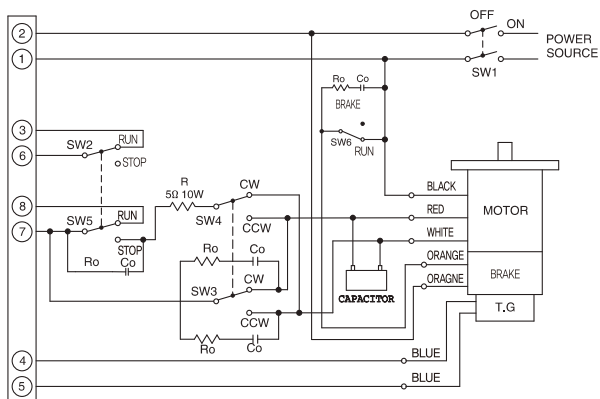 OFF
ON
2
POWER
SOURCE
1
SW1
Ro
Co
BRAKE
3
RUN
SW2
SW6
RUN
6
STOP
R
5Ω 10W
CW
BLACK
8
RUN
SW4
RED
MOTOR
SW5
CCW
7
WHITE
STOP
Ro
Co
ORANGE
Ro
Co
CW
BRAKE
SW3
ORAGNE
CAPACITOR
T.G
CCW
Ro
Co
BLUE
4
BLUE
5